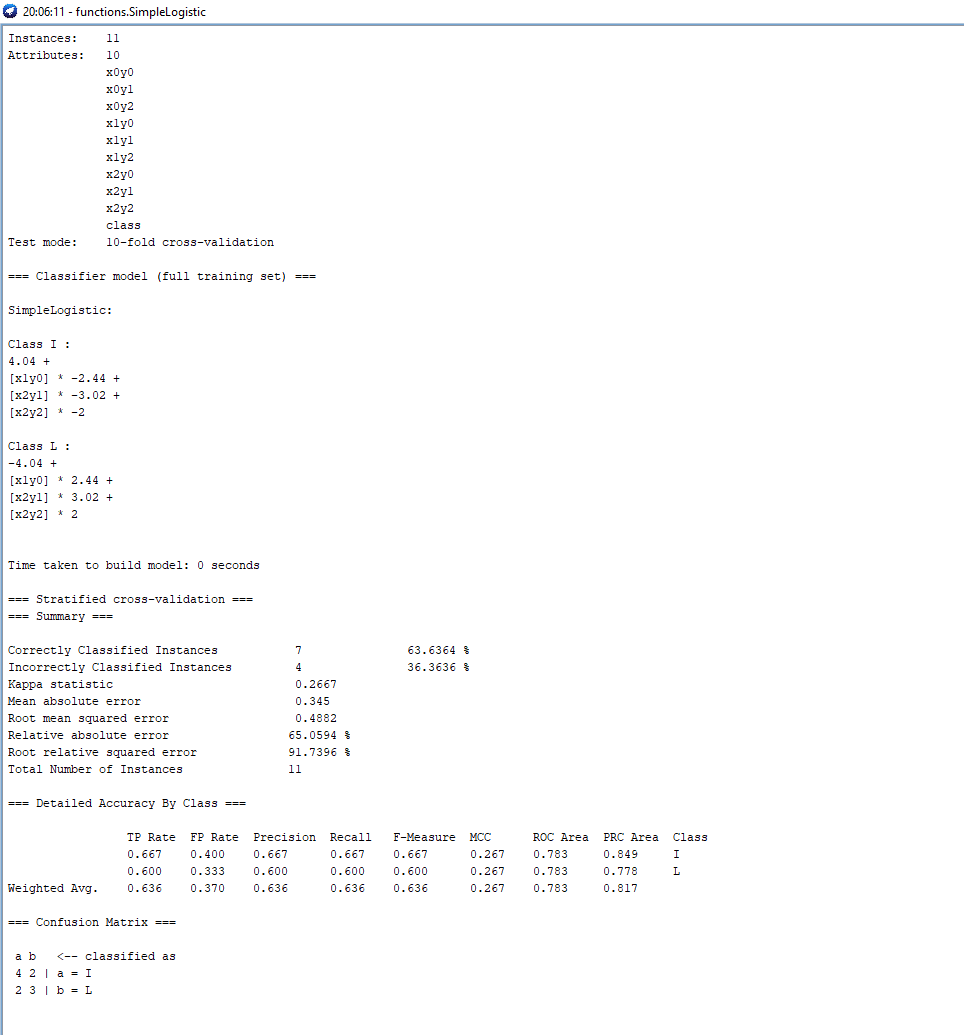 20:06:11 - functions.SimpleLogistic
Instances:    11
Attributes:   10
              x0y0
              x0y1
              x0y2
              x1y0
              x1y1
              x1y2
              x2y0
              x2y1
              x2y2
              class
Test mode:    10-fold cross-validation
=== Classifier model (full training set) ===
SimpleLogistic:
Class I :
4.04 +
[x1y0] * -2.44 +
[x2y1] * -3.02 +
[x2y2] * -2
Class L :
-4.04 +
[x1y0] * 2.44 +
[x2y1] * 3.02 +
[x2y2] * 2
Time taken to build model: 0 seconds
=== Stratified cross-validation ===
=== Summary ===
Correctly Classified Instances           7               63.6364 %
Incorrectly Classified Instances         4               36.3636 %
Kappa statistic                          0.2667
Mean absolute error                      0.345
Root mean squared error                  0.4882
Relative absolute error                 65.0594 %
Root relative squared error             91.7396 %
Total Number of Instances               11
=== Detailed Accuracy By Class ===
                 TP Rate  FP Rate  Precision  Recall   F-Measure  MCC      ROC Area  PRC Area  Class
                 0.667    0.400    0.667      0.667    0.667      0.267    0.783     0.849     I
                 0.600    0.333    0.600      0.600    0.600      0.267    0.783     0.778     L
Weighted Avg.    0.636    0.370    0.636      0.636    0.636      0.267    0.783     0.817
=== Confusion Matrix ===
 a b   <-- classified as
 4 2 | a = I
 2 3 | b = L